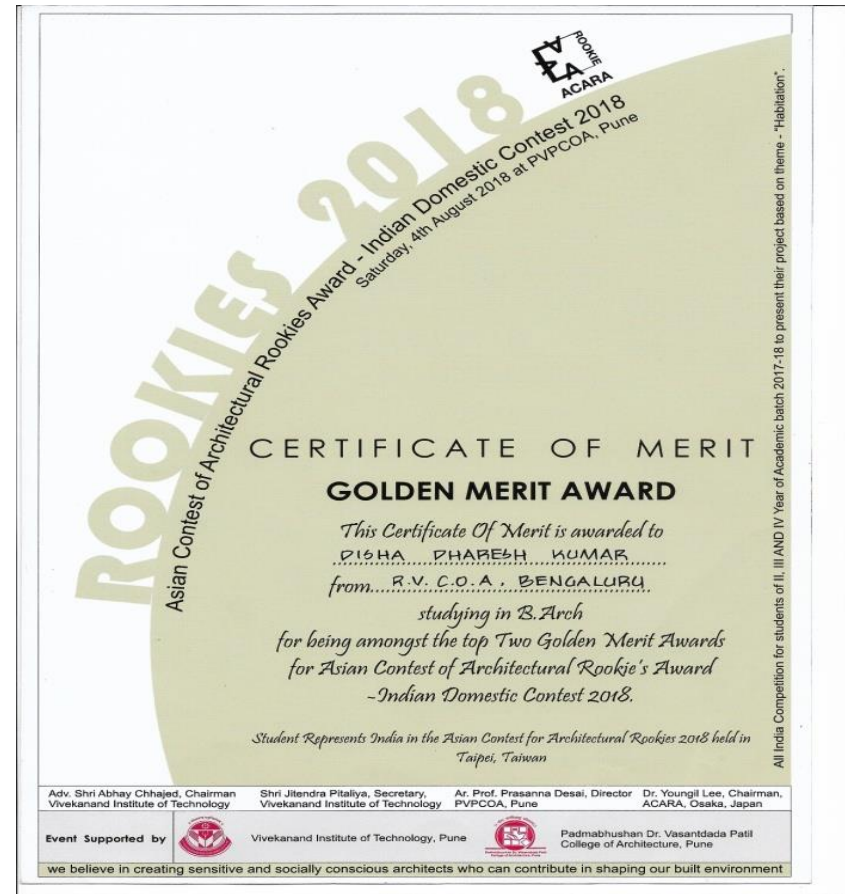 ROOKIE
ACARA
ROOKIES 2018
Asian Contest of Architectural Rookies Award - Indian Domestic Contest 2018
Saturday, 4th August 2018 at PVPCOA, Pune
All India Competition for students of II, III AND IV Year of Academic batch 2017-18 to present their project based on theme - "Habitation".
CERTIFICATE OF MERIT
GOLDEN MERIT AWARD
This Certificate Of Merit is awarded to
DISHA DHARESH KUMAR
from....R.V. C.O.A, BENGALURU
studying in B.Arch
for being amongst the top Two Golden Merit Awards
for Asian Contest of Architectural Rookie's Award
-Indian Domestic Contest 2018.
Student Represents India in the Asian Contest for Architectural Rookies 2018 held in
Taipei, Taiwan
Adv. Shri Abhay Chhajed, Chairman
Vivekanand Institute of Technology
Shri Jitendra Pitaliya, Secretary,
Vivekanand Institute of Technology
Ar. Prof. Prasanna Desai, Director
PVPCOA, Pune
Dr. Youngil Lee, Chairman,
ACARA, Osaka, Japan
Event Supported by
Vivekanand Institute of Technology, Pune
Padmabhushan Dr. Vasantdada Patil
College of Architecture, Pune
we believe in creating sensitive and socially conscious architects who can contribute in shaping our built environment